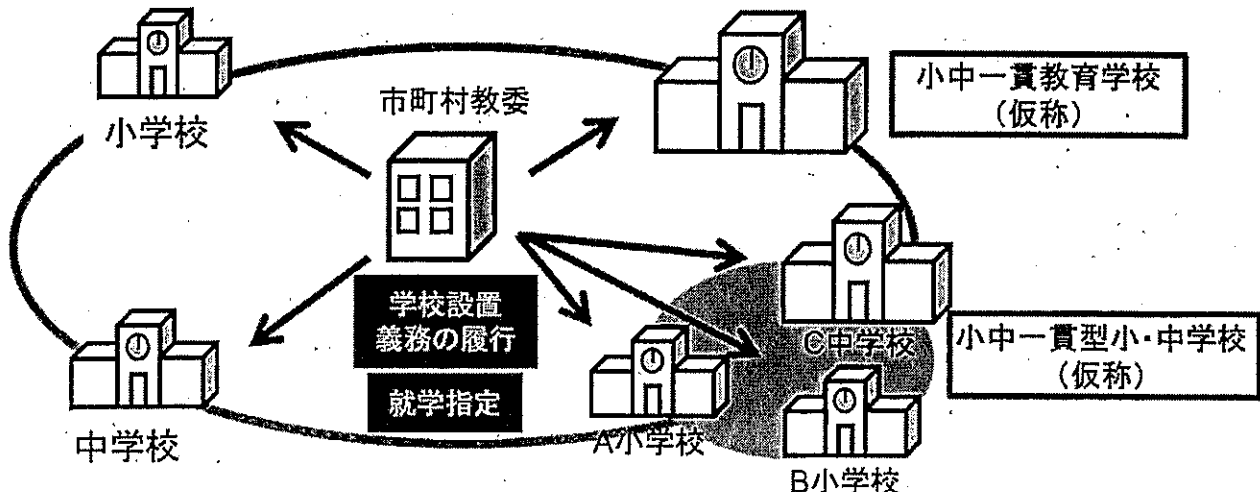 小学校
市町村教委
小中一貫教育学校
（仮称）
学校設置
義務の履行
就学指定
中学校
A小学校
C中学校
B小学校
小中一貫型小・中学校
（仮称）